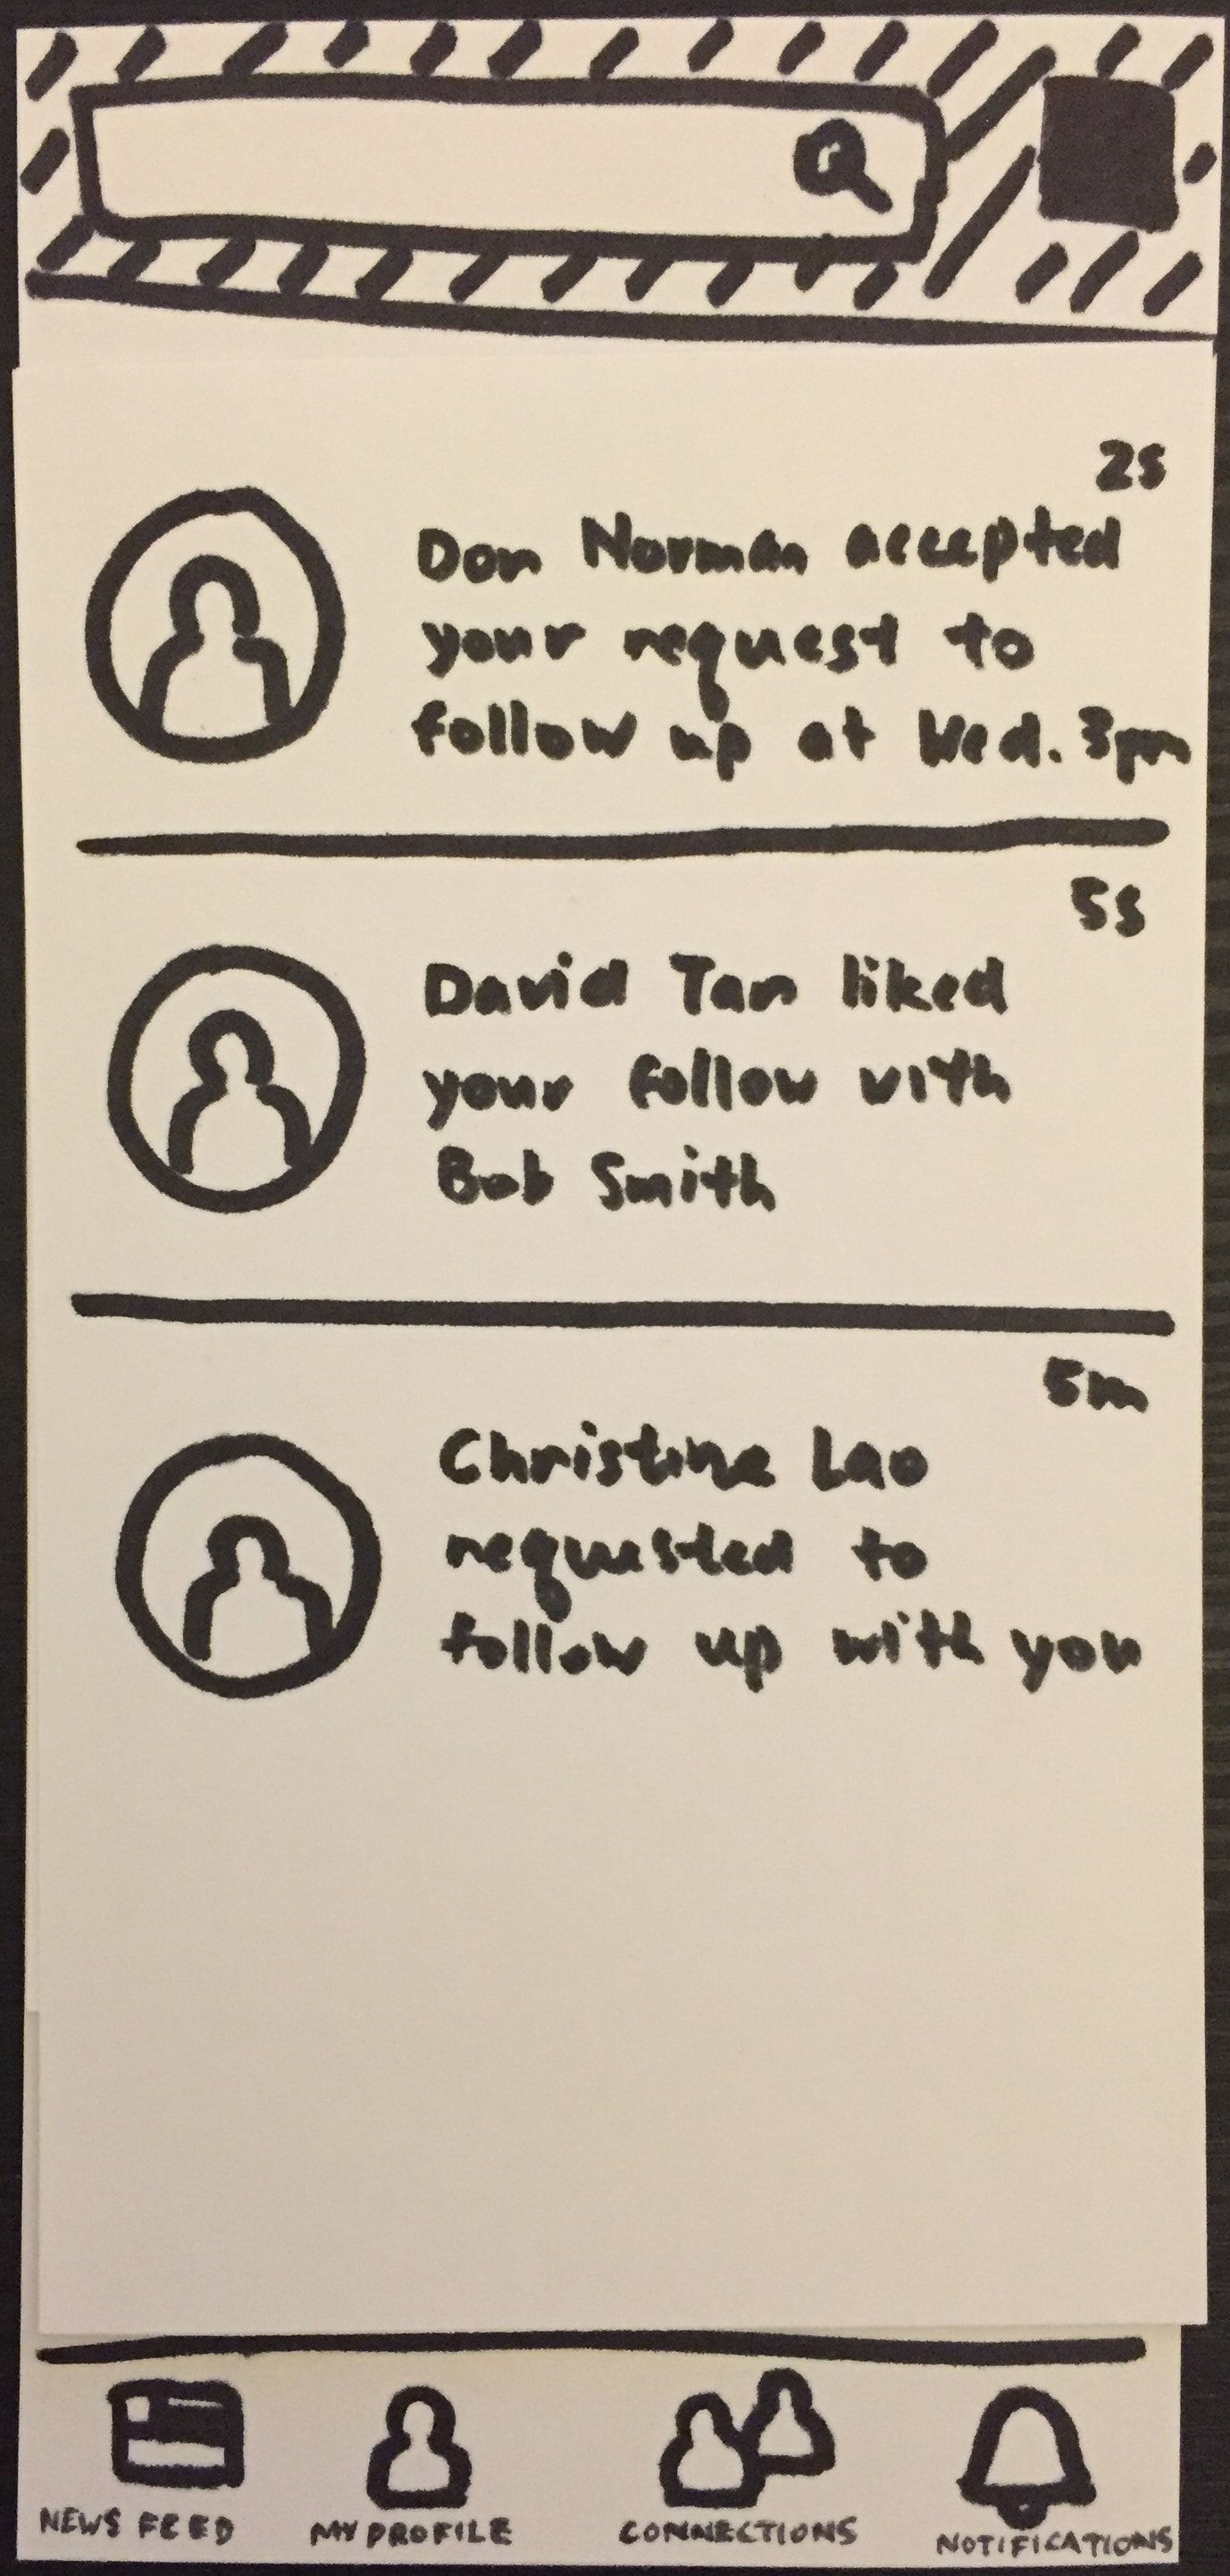 2s
Don Norman accepted
your request to
follow up at Wed. 3pm
5s
David Tan liked
your follow with
Bob Smith
5m
Christine Lao
requested to
follow up with you
NEWS FEED MY PROFILE CONNECTIONS NOTIFICATIONS